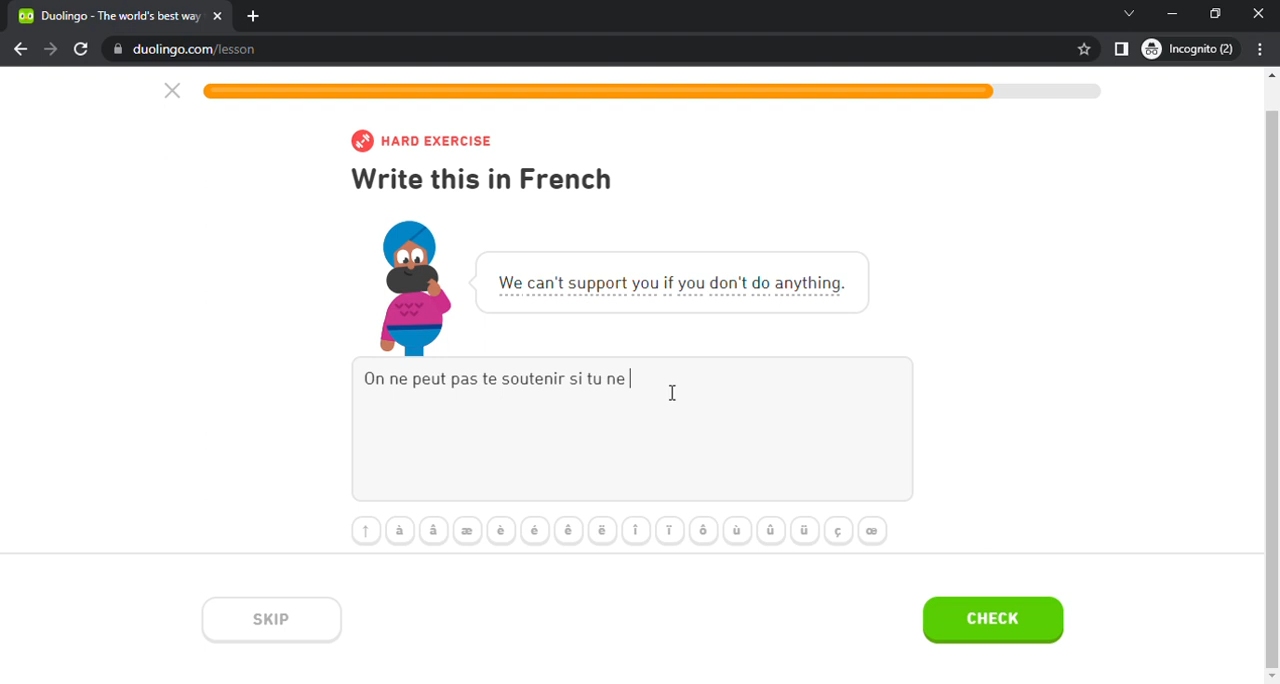 Duolingo - The world's best way
Incognito (2)
duolingo.com/lesson
HARD EXERCISE
Write this in French
We can't support you if you don't do anything.
On ne peut pas te soutenir si tu ne
↑ à â æ è é ê ë î ï ô ù û ü ç œ
SKIP
CHECK